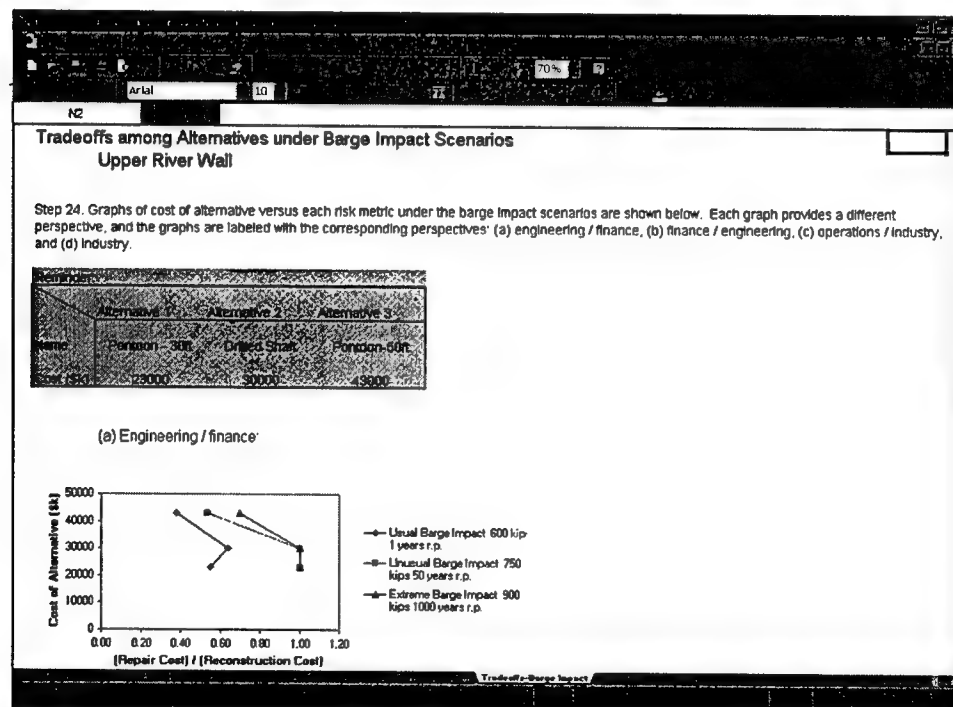 70%
?
Arial
10
N2
Tradeoffs among Alternatives under Barge Impact Scenarios
Upper River Wall
Step 24. Graphs of cost of alternative versus each risk metric under the barge impact scenarios are shown below. Each graph provides a different
perspective, and the graphs are labeled with the corresponding perspectives: (a) engineering / finance, (b) finance / engineering, (c) operations / industry,
and (d) industry.
Reminder:
Alternative 1 Alternative 2 Alternative 3
Name Pontoon - 30ft Drilled Shaft Pontoon-60ft
Cost ($k) 23000 30000 43000
(a) Engineering / finance:
Cost of Alternative ($k)
50000
40000
30000
20000
10000
0
0.00 0.20 0.40 0.60 0.80 1.00 1.20
(Repair Cost) / (Reconstruction Cost)
Usual Barge Impact 600 kip-
1 years r.p.
Unusual Barge Impact 750
kips 50 years r.p.
Extreme Barge Impact 900
kips 1000 years r.p.
Tradeoffs-Barge Impact